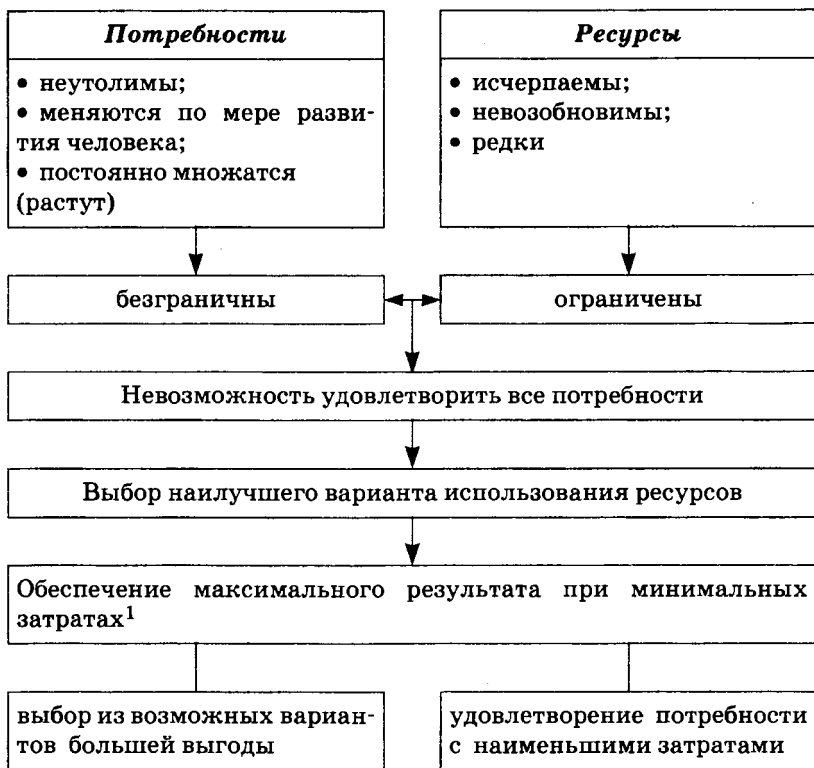 Потребности
• неутолимы;
• меняются по мере разви-
тия человека;
• постоянно множатся
(растут)
Ресурсы
• исчерпаемы;
• невозобновимы;
• редки
безграничны
ограничены
Невозможность удовлетворить все потребности
Выбор наилучшего варианта использования ресурсов
Обеспечение максимального результата при минимальных
затратах¹
выбор из возможных вариан-
тов большей выгоды
удовлетворение потребности
с наименьшими затратами